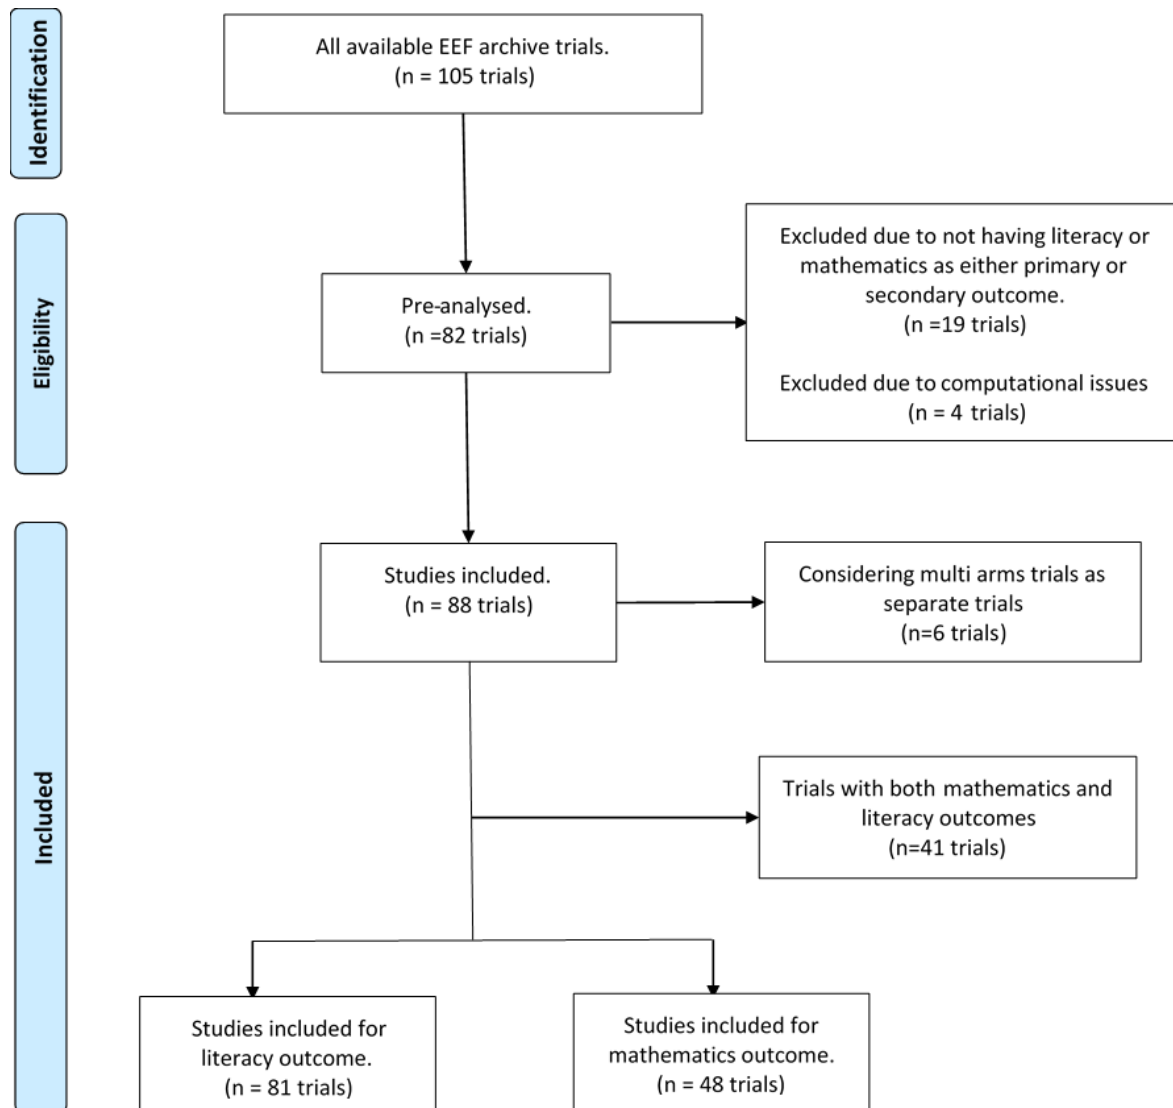 Identification
All available EEF archive trials.
(n = 105 trials)
Eligibility
Pre-analysed.
(n =82 trials)
Excluded due to not having literacy or
mathematics as either primary or
secondary outcome.
(n =19 trials)
Excluded due to computational issues
(n = 4 trials)
Included
Studies included.
(n = 88 trials)
Considering multi arms trials as
separate trials
(n=6 trials)
Trials with both mathematics and
literacy outcomes
(n=41 trials)
Studies included for
literacy outcome.
(n = 81 trials)
Studies included for
mathematics outcome.
(n = 48 trials)